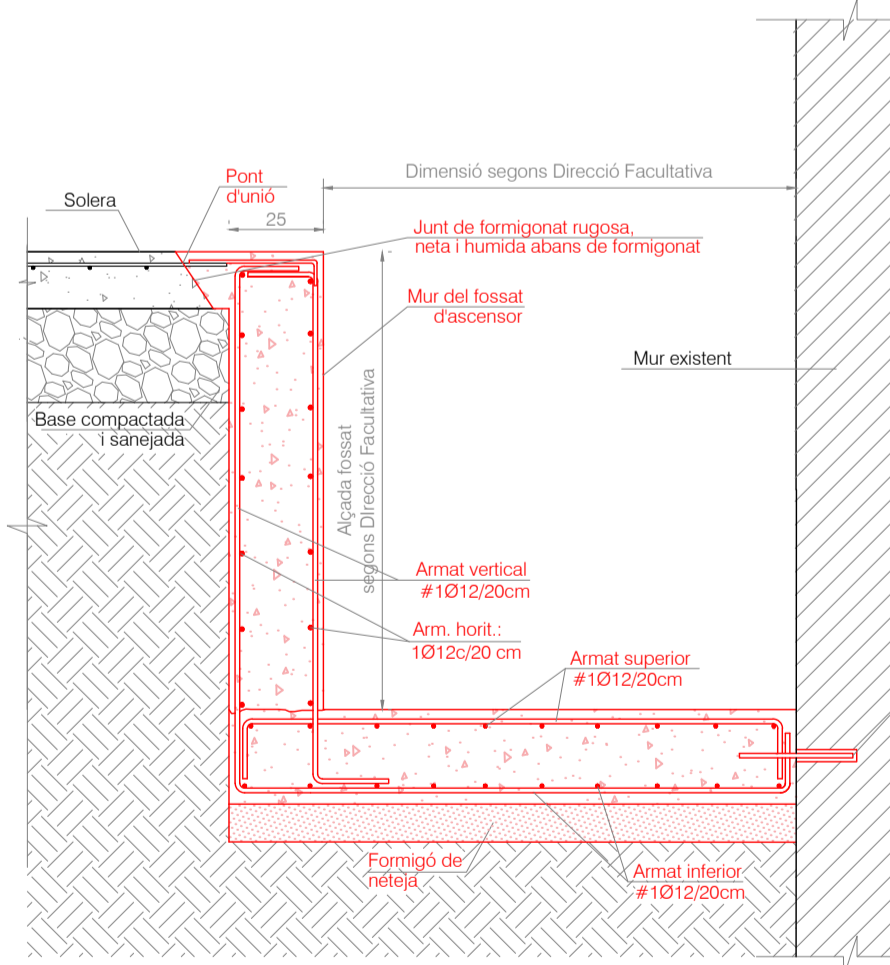 Dimensió segons Direcció Facultativa
Pont
d'unió
Solera
25
Junt de formigonat rugosa,
neta i humida abans de formigonat
Mur del fossat
d'ascensor
Mur existent
Base compactada
i sanejada
Alçada fossat
segons Direcció Facultativa
Armat vertical
#1Ø12/20cm
Arm. horit.:
1Ø12c/20 cm
Armat superior
#1Ø12/20cm
Formigó de
neteja
Armat inferior
#1Ø12/20cm